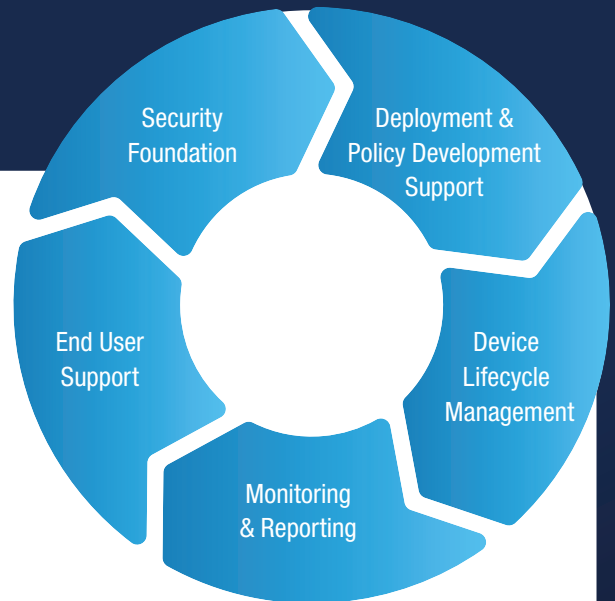 Security
Foundation
Deployment &
Policy Development
Support
Device
Lifecycle
Management
Monitoring
& Reporting
End User
Support